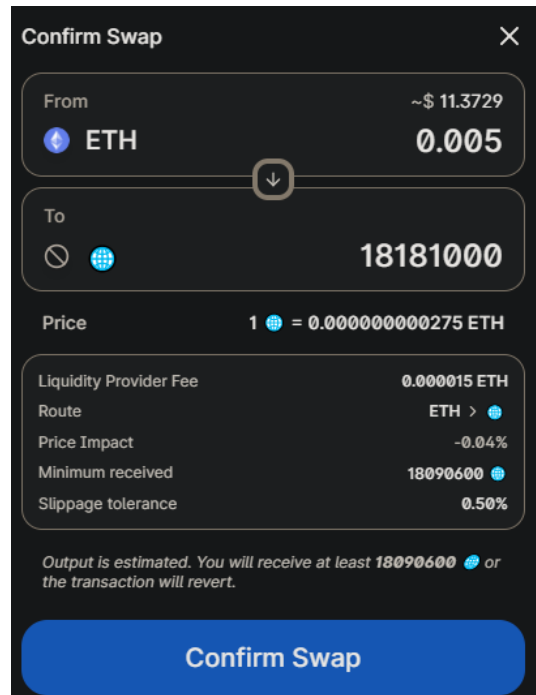 Confirm Swap
From
~$ 11.3729
ETH
0.005
To
🌐
18181000
Price
1 🌐 = 0.000000000275 ETH
Liquidity Provider Fee
0.000015 ETH
Route
ETH > 🌐
Price Impact
-0.04%
Minimum received
18090600 🌐
Slippage tolerance
0.50%
Output is estimated. You will receive at least 18090600 🌐 or
the transaction will revert.
Confirm Swap